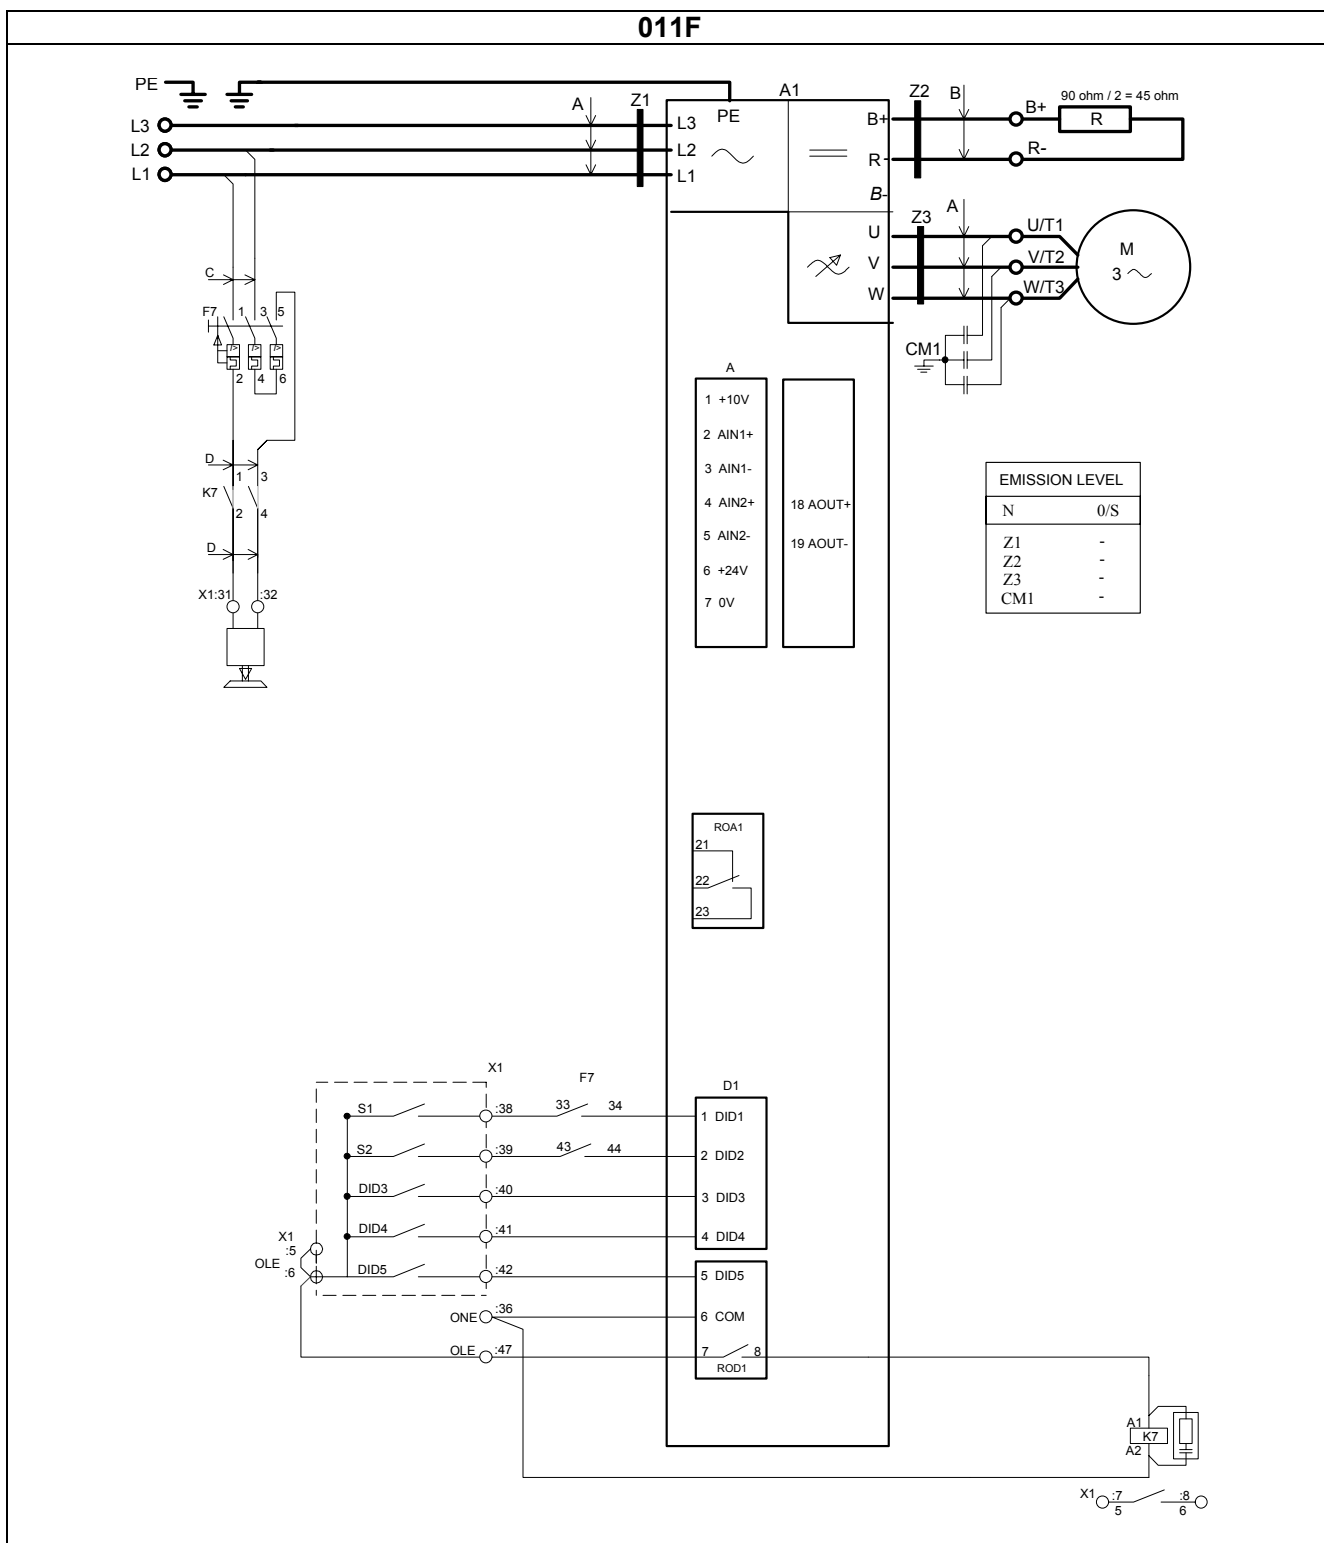 011F
PE
A1
Z1
A
PE
L3
L2
L1
L3
L2
L1
Z2
B
B+
90 ohm / 2 = 45 ohm
R
R-
B+
R-
B-
Z3
A
U
V
W
U/T1
V/T2
W/T3
M
3
CM1
C
F7
1
3
5
I>
I>
I>
2
4
6
D
K7
1
3
2
4
D
X1:31
:32
A
1 +10V
2 AIN1+
3 AIN1-
4 AIN2+
5 AIN2-
6 +24V
7 0V
18 AOUT+
19 AOUT-
EMISSION LEVEL
N 0/S
Z1 -
Z2 -
Z3 -
CM1 -
ROA1
21
22
23
X1
F7
D1
S1 :38 33 34 1 DID1
S2 :39 43 44 2 DID2
DID3 :40 3 DID3
DID4 :41 4 DID4
X1
:5
OLE :6
DID5 :42 5 DID5
ONE :36 6 COM
OLE :47 7 8
ROD1
A1
K7
A2
X1 :7 :8
5 6